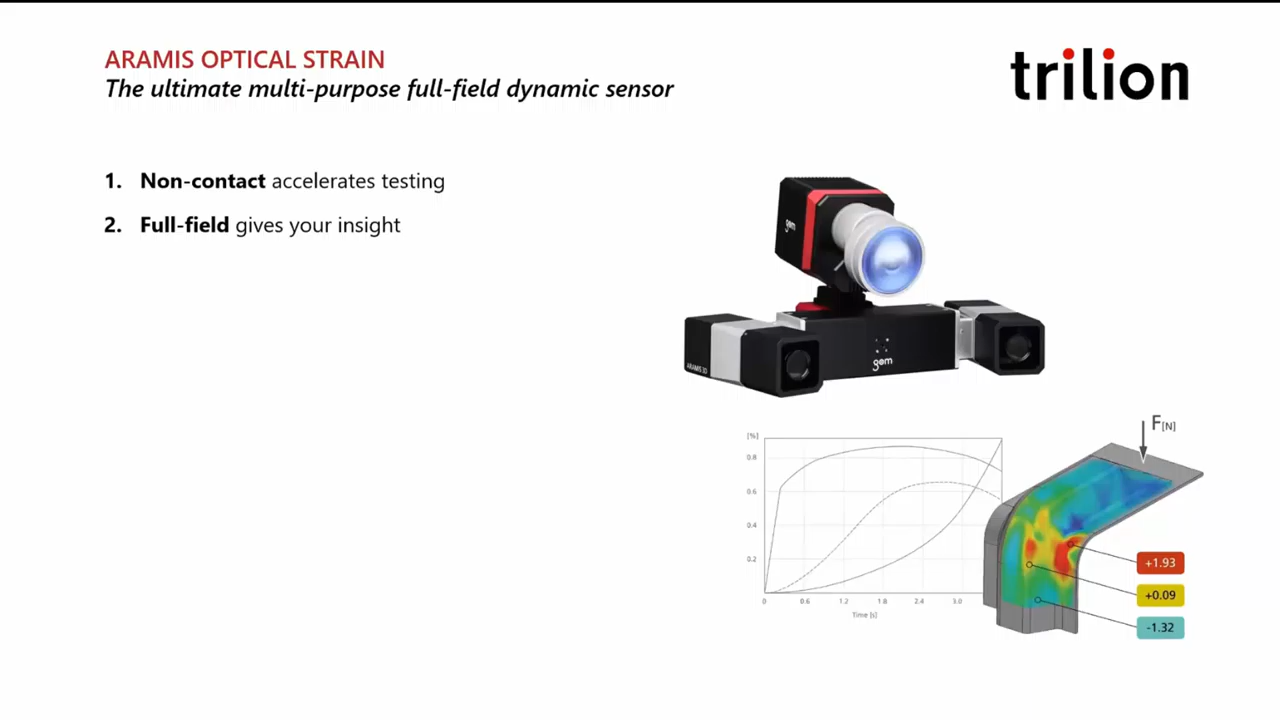 ARAMIS OPTICAL STRAIN
The ultimate multi-purpose full-field dynamic sensor
trilion
1. Non-contact accelerates testing
2. Full-field gives your insight
gom
gom
ARAMIS 3D
[%]
0.8
0.6
0.4
0.2
0 0.6 1.2 1.8 2.4 3.0
Time [s]
F[N]
+1.93
+0.09
-1.32